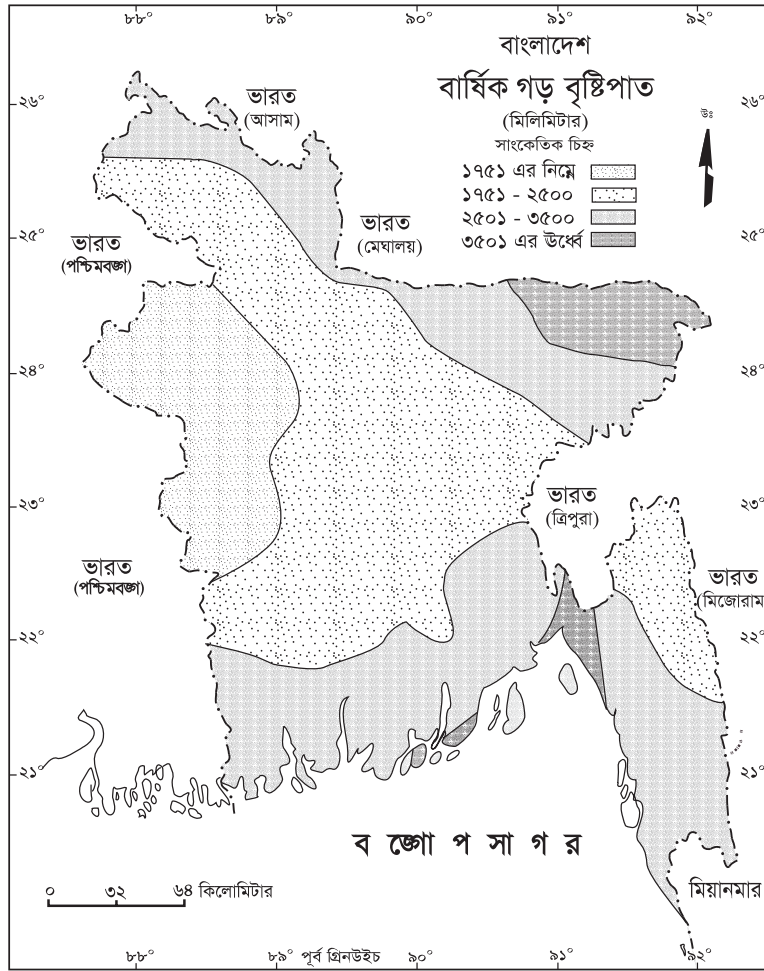 ৮৮° ৮৯° ৯০° ৯১° ৯২°
বাংলাদেশ
বার্ষিক গড় বৃষ্টিপাত
(মিলিমিটার)
সাংকেতিক চিহ্ন
১৭৫১ এর নিম্নে
১৭৫১ - ২৫০০
২৫০১ - ৩৫০০
৩৫০১ এর ঊর্ধ্বে
উঃ
২৬° ২৬°
ভারত
(আসাম)
২৫° ২৫°
ভারত
(মেঘালয়)
ভারত
(পশ্চিমবঙ্গ)
২৪° ২৪°
২৩° ২৩°
ভারত
(ত্রিপুরা)
ভারত
(পশ্চিমবঙ্গ)
ভারত
(মিজোরাম)
২২° ২২°
২১° ২১°
ব ঙ্গো প সা গ র
মিয়ানমার
০ ৩২ ৬৪ কিলোমিটার
৮৮° ৮৯° পূর্ব গ্রিনউইচ ৯০° ৯১° ৯২°